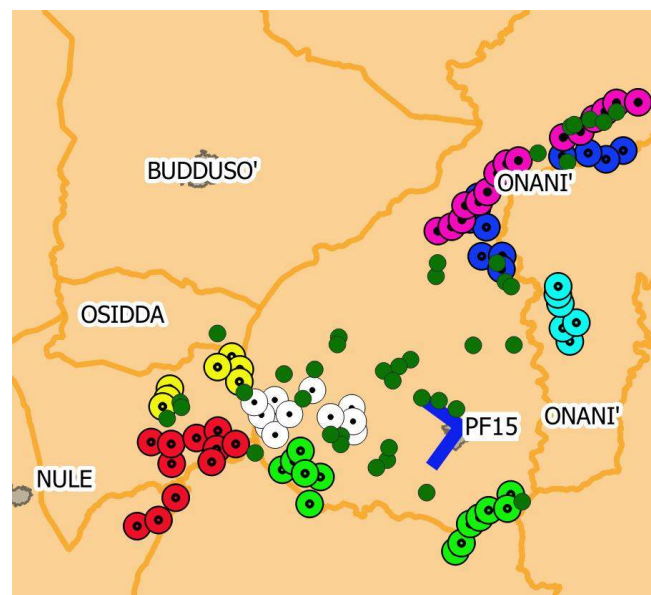 BUDDUSO'
ONANI'
OSIDDA
ONANI'
PF15
NULE